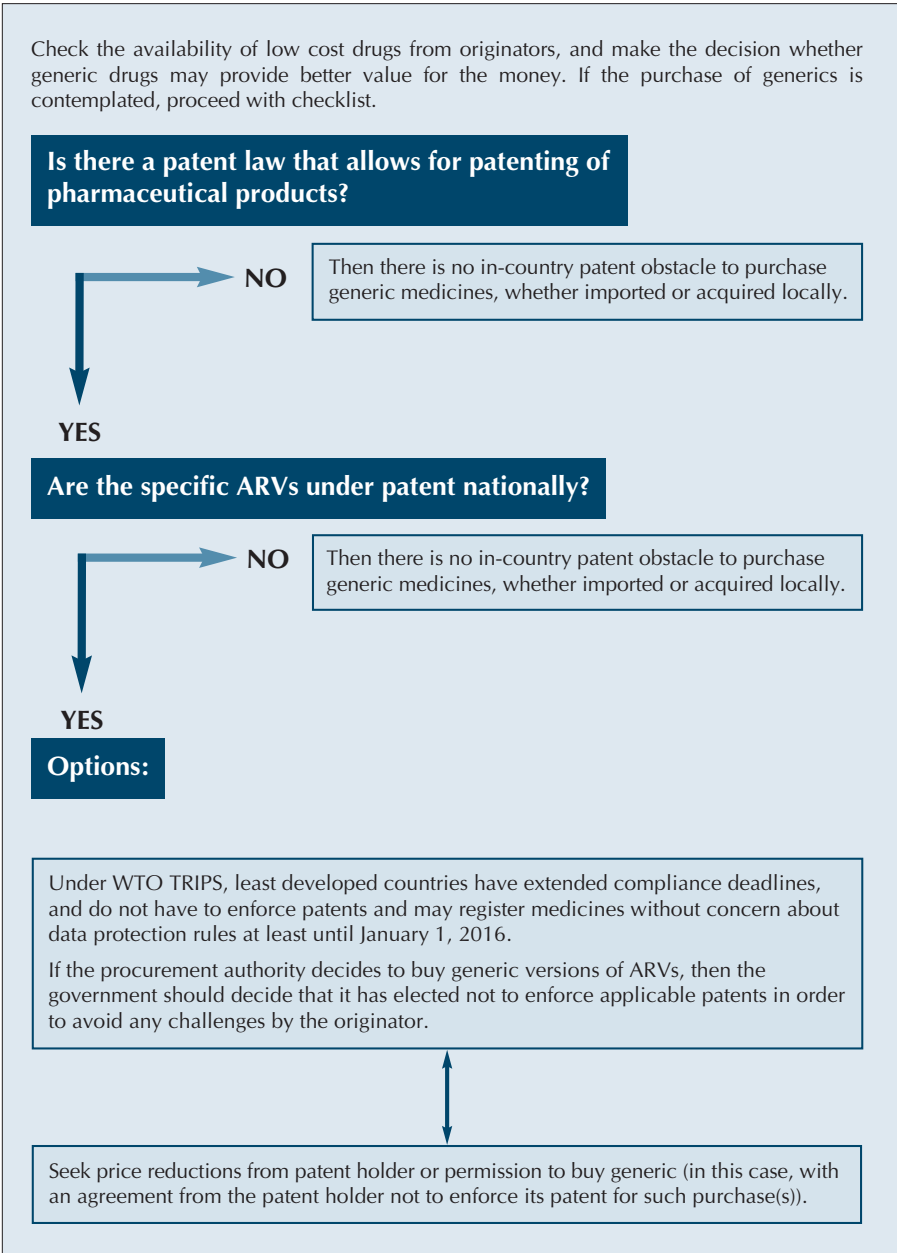 Check the availability of low cost drugs from originators, and make the decision whether
generic drugs may provide better value for the money. If the purchase of generics is
contemplated, proceed with checklist.
Is there a patent law that allows for patenting of
pharmaceutical products?
NO
Then there is no in-country patent obstacle to purchase
generic medicines, whether imported or acquired locally.
YES
Are the specific ARVs under patent nationally?
NO
Then there is no in-country patent obstacle to purchase
generic medicines, whether imported or acquired locally.
YES
Options:
Under WTO TRIPS, least developed countries have extended compliance deadlines,
and do not have to enforce patents and may register medicines without concern about
data protection rules at least until January 1, 2016.
If the procurement authority decides to buy generic versions of ARVs, then the
government should decide that it has elected not to enforce applicable patents in order
to avoid any challenges by the originator.
Seek price reductions from patent holder or permission to buy generic (in this case, with
an agreement from the patent holder not to enforce its patent for such purchase(s)).